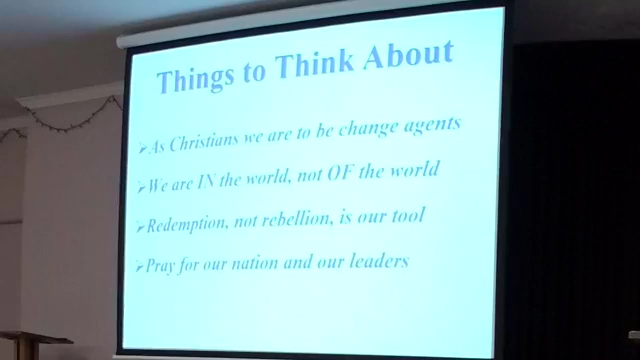 Things to Think About
➢As Christians we are to be change agents
➢We are IN the world, not OF the world
➢Redemption, not rebellion, is our tool
➢Pray for our nation and our leaders